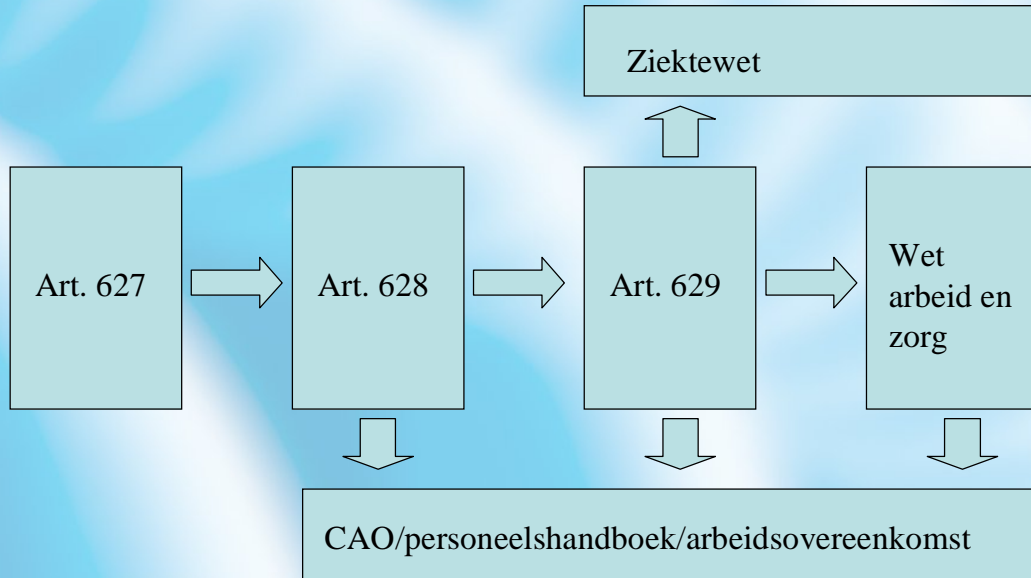 Ziektewet
Art. 627
Art. 628
Art. 629
Wet
arbeid en
zorg
CAO/personeelshandboek/arbeidsovereenkomst